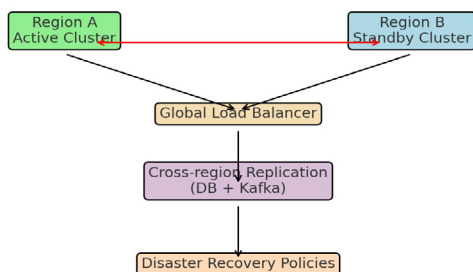 Region A
Active Cluster
Region B
Standby Cluster
Global Load Balancer
Cross-region Replication
(DB + Kafka)
Disaster Recovery Policies